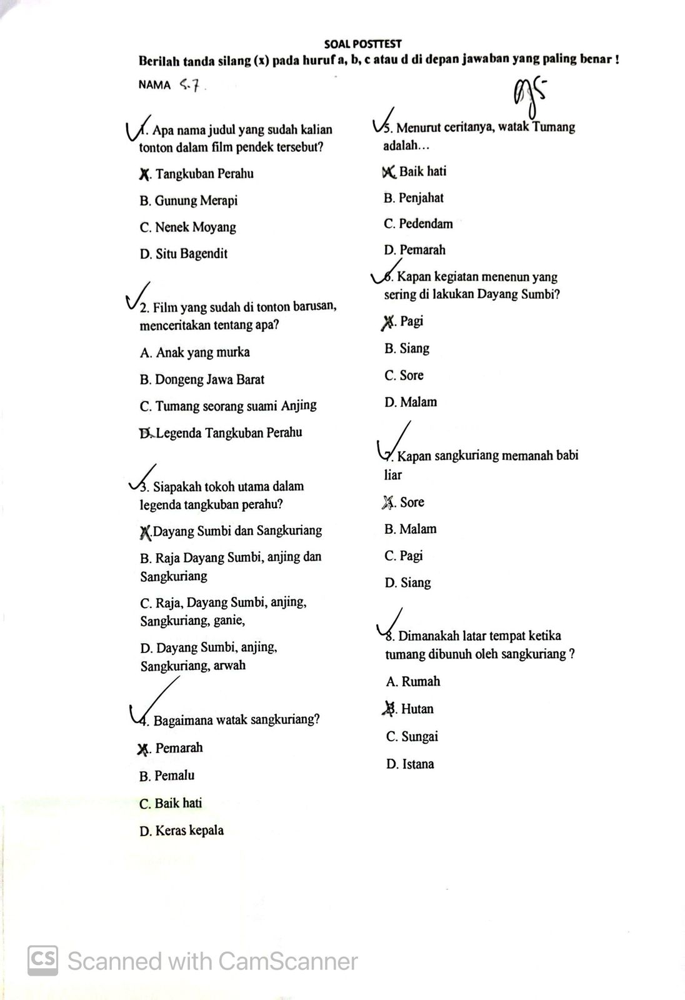 SOAL POSTTEST
Berilah tanda silang (x) pada huruf a, b, c atau d di depan jawaban yang paling benar !
NAMA S.7
1. Apa nama judul yang sudah kalian
tonton dalam film pendek tersebut?
A. Tangkuban Perahu
B. Gunung Merapi
C. Nenek Moyang
D. Situ Bagendit
2. Film yang sudah di tonton barusan,
menceritakan tentang apa?
A. Anak yang murka
B. Dongeng Jawa Barat
C. Tumang seorang suami Anjing
D. Legenda Tangkuban Perahu
3. Siapakah tokoh utama dalam
legenda tangkuban perahu?
A.Dayang Sumbi dan Sangkuriang
B. Raja Dayang Sumbi, anjing dan
Sangkuriang
C. Raja, Dayang Sumbi, anjing,
Sangkuriang, ganie,
D. Dayang Sumbi, anjing,
Sangkuriang, arwah
4. Bagaimana watak sangkuriang?
A. Pemarah
B. Pemalu
C. Baik hati
D. Keras kepala
5. Menurut ceritanya, watak Tumang
adalah...
A. Baik hati
B. Penjahat
C. Pedendam
D. Pemarah
6. Kapan kegiatan menenun yang
sering di lakukan Dayang Sumbi?
A. Pagi
B. Siang
C. Sore
D. Malam
7. Kapan sangkuriang memanah babi
liar
A. Sore
B. Malam
C. Pagi
D. Siang
8. Dimanakah latar tempat ketika
tumang dibunuh oleh sangkuriang ?
A. Rumah
B. Hutan
C. Sungai
D. Istana
CS Scanned with CamScanner